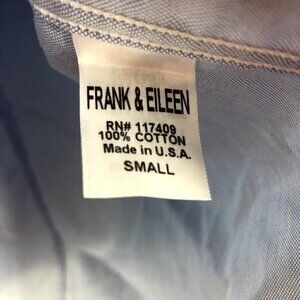 FRANK & EILEEN
RN# 117409
100% COTTON
Made in U.S.A.
SMALL